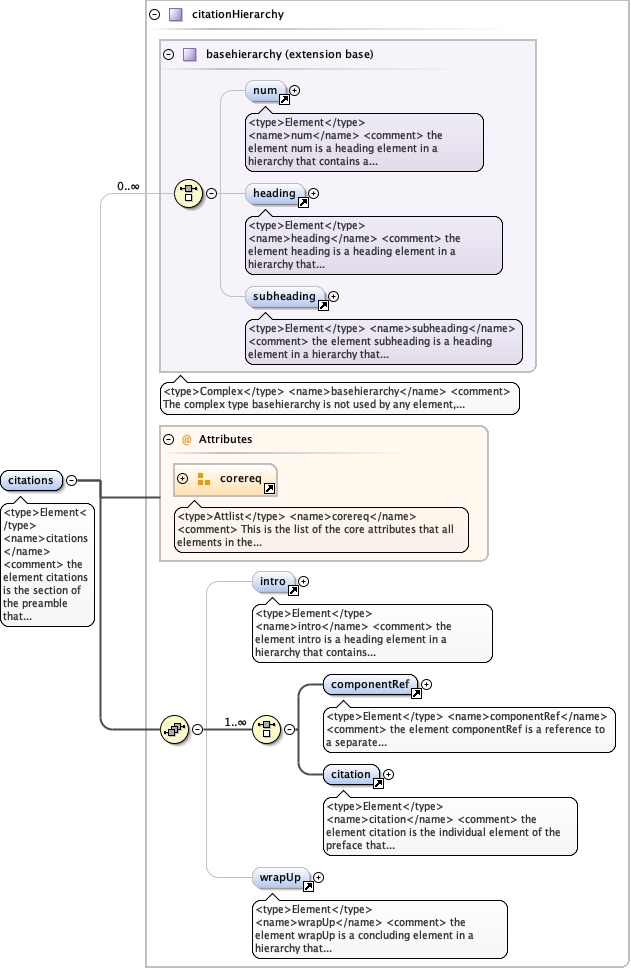 citationHierarchy
basehierarchy (extension base)
num
<type>Element</type>
<name>num</name> <comment> the
element num is a heading element in a
hierarchy that contains a...
0..∞
heading
<type>Element</type>
<name>heading</name> <comment> the
element heading is a heading element in a
hierarchy that...
subheading
<type>Element</type> <name>subheading</name>
<comment> the element subheading is a heading
element in a hierarchy that...
<type>Complex</type> <name>basehierarchy</name> <comment>
The complex type basehierarchy is not used by any element,...
@ Attributes
corereq
<type>Attlist</type> <name>corereq</name>
<comment> This is the list of the core attributes that all
elements in the...
citations
<type>Element<
/type>
<name>citations
</name>
<comment> the
element citations
is the section of
the preamble
that...
intro
<type>Element</type>
<name>intro</name> <comment> the
element intro is a heading element in a
hierarchy that contains...
1..∞
componentRef
<type>Element</type> <name>componentRef</name>
<comment> the element componentRef is a reference to
a separate...
citation
<type>Element</type>
<name>citation</name> <comment> the
element citation is the individual element of the
preface that...
wrapUp
<type>Element</type>
<name>wrapUp</name> <comment> the
element wrapUp is a concluding element in a
hierarchy that...